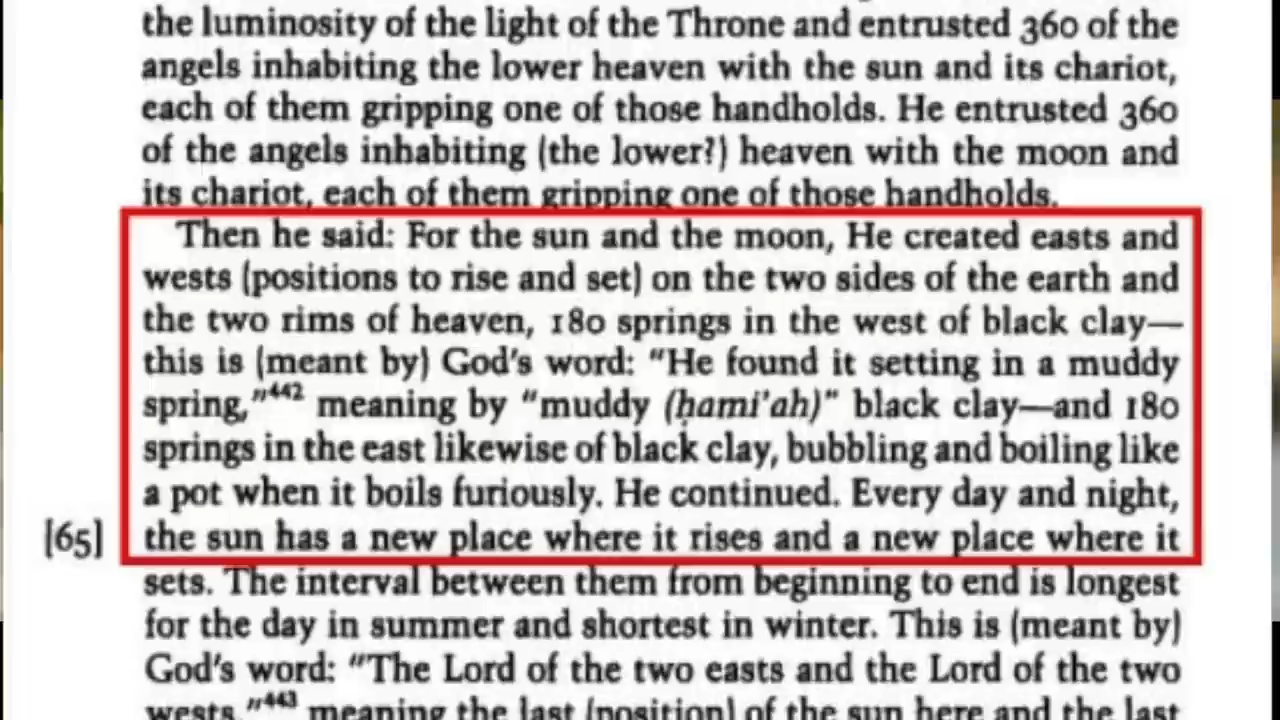 the luminosity of the light of the Throne and entrusted 360 of the
angels inhabiting the lower heaven with the sun and its chariot,
each of them gripping one of those handholds. He entrusted 360
of the angels inhabiting (the lower?) heaven with the moon and
its chariot, each of them gripping one of those handholds.
Then he said: For the sun and the moon, He created easts and
wests (positions to rise and set) on the two sides of the earth and
the two rims of heaven, 180 springs in the west of black clay—
this is (meant by) God's word: "He found it setting in a muddy
spring,"442 meaning by "muddy (ḥami'ah)" black clay—and 180
springs in the east likewise of black clay, bubbling and boiling like
a pot when it boils furiously. He continued. Every day and night,
[65] the sun has a new place where it rises and a new place where it
sets. The interval between them from beginning to end is longest
for the day in summer and shortest in winter. This is (meant by)
God's word: "The Lord of the two easts and the Lord of the two
wests,"443 meaning the last (position) of the sun here and the last